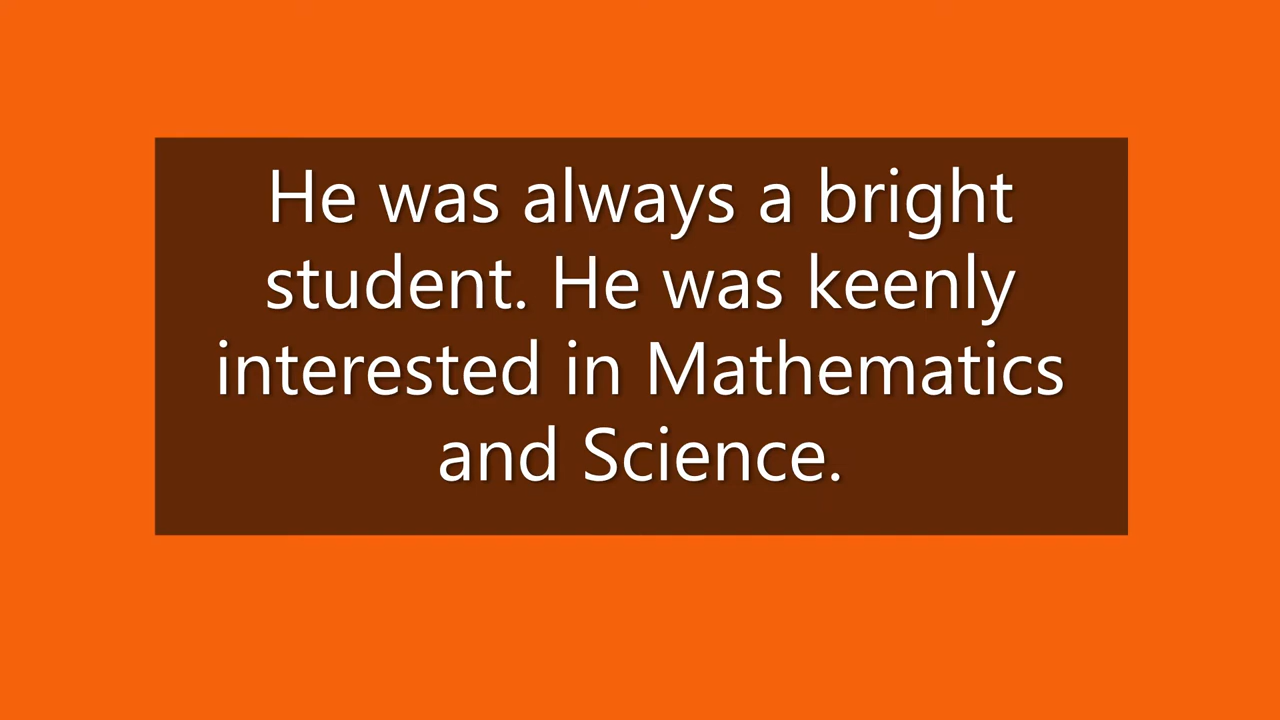 He was always a bright
student. He was keenly
interested in Mathematics
and Science.